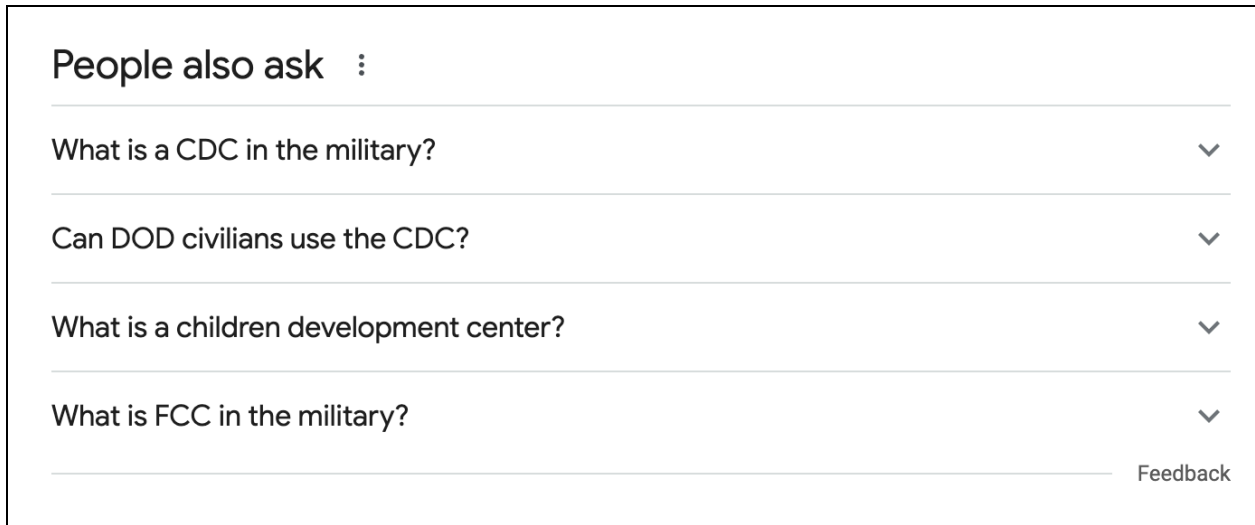 People also ask
What is a CDC in the military?
Can DOD civilians use the CDC?
What is a children development center?
What is FCC in the military?
Feedback